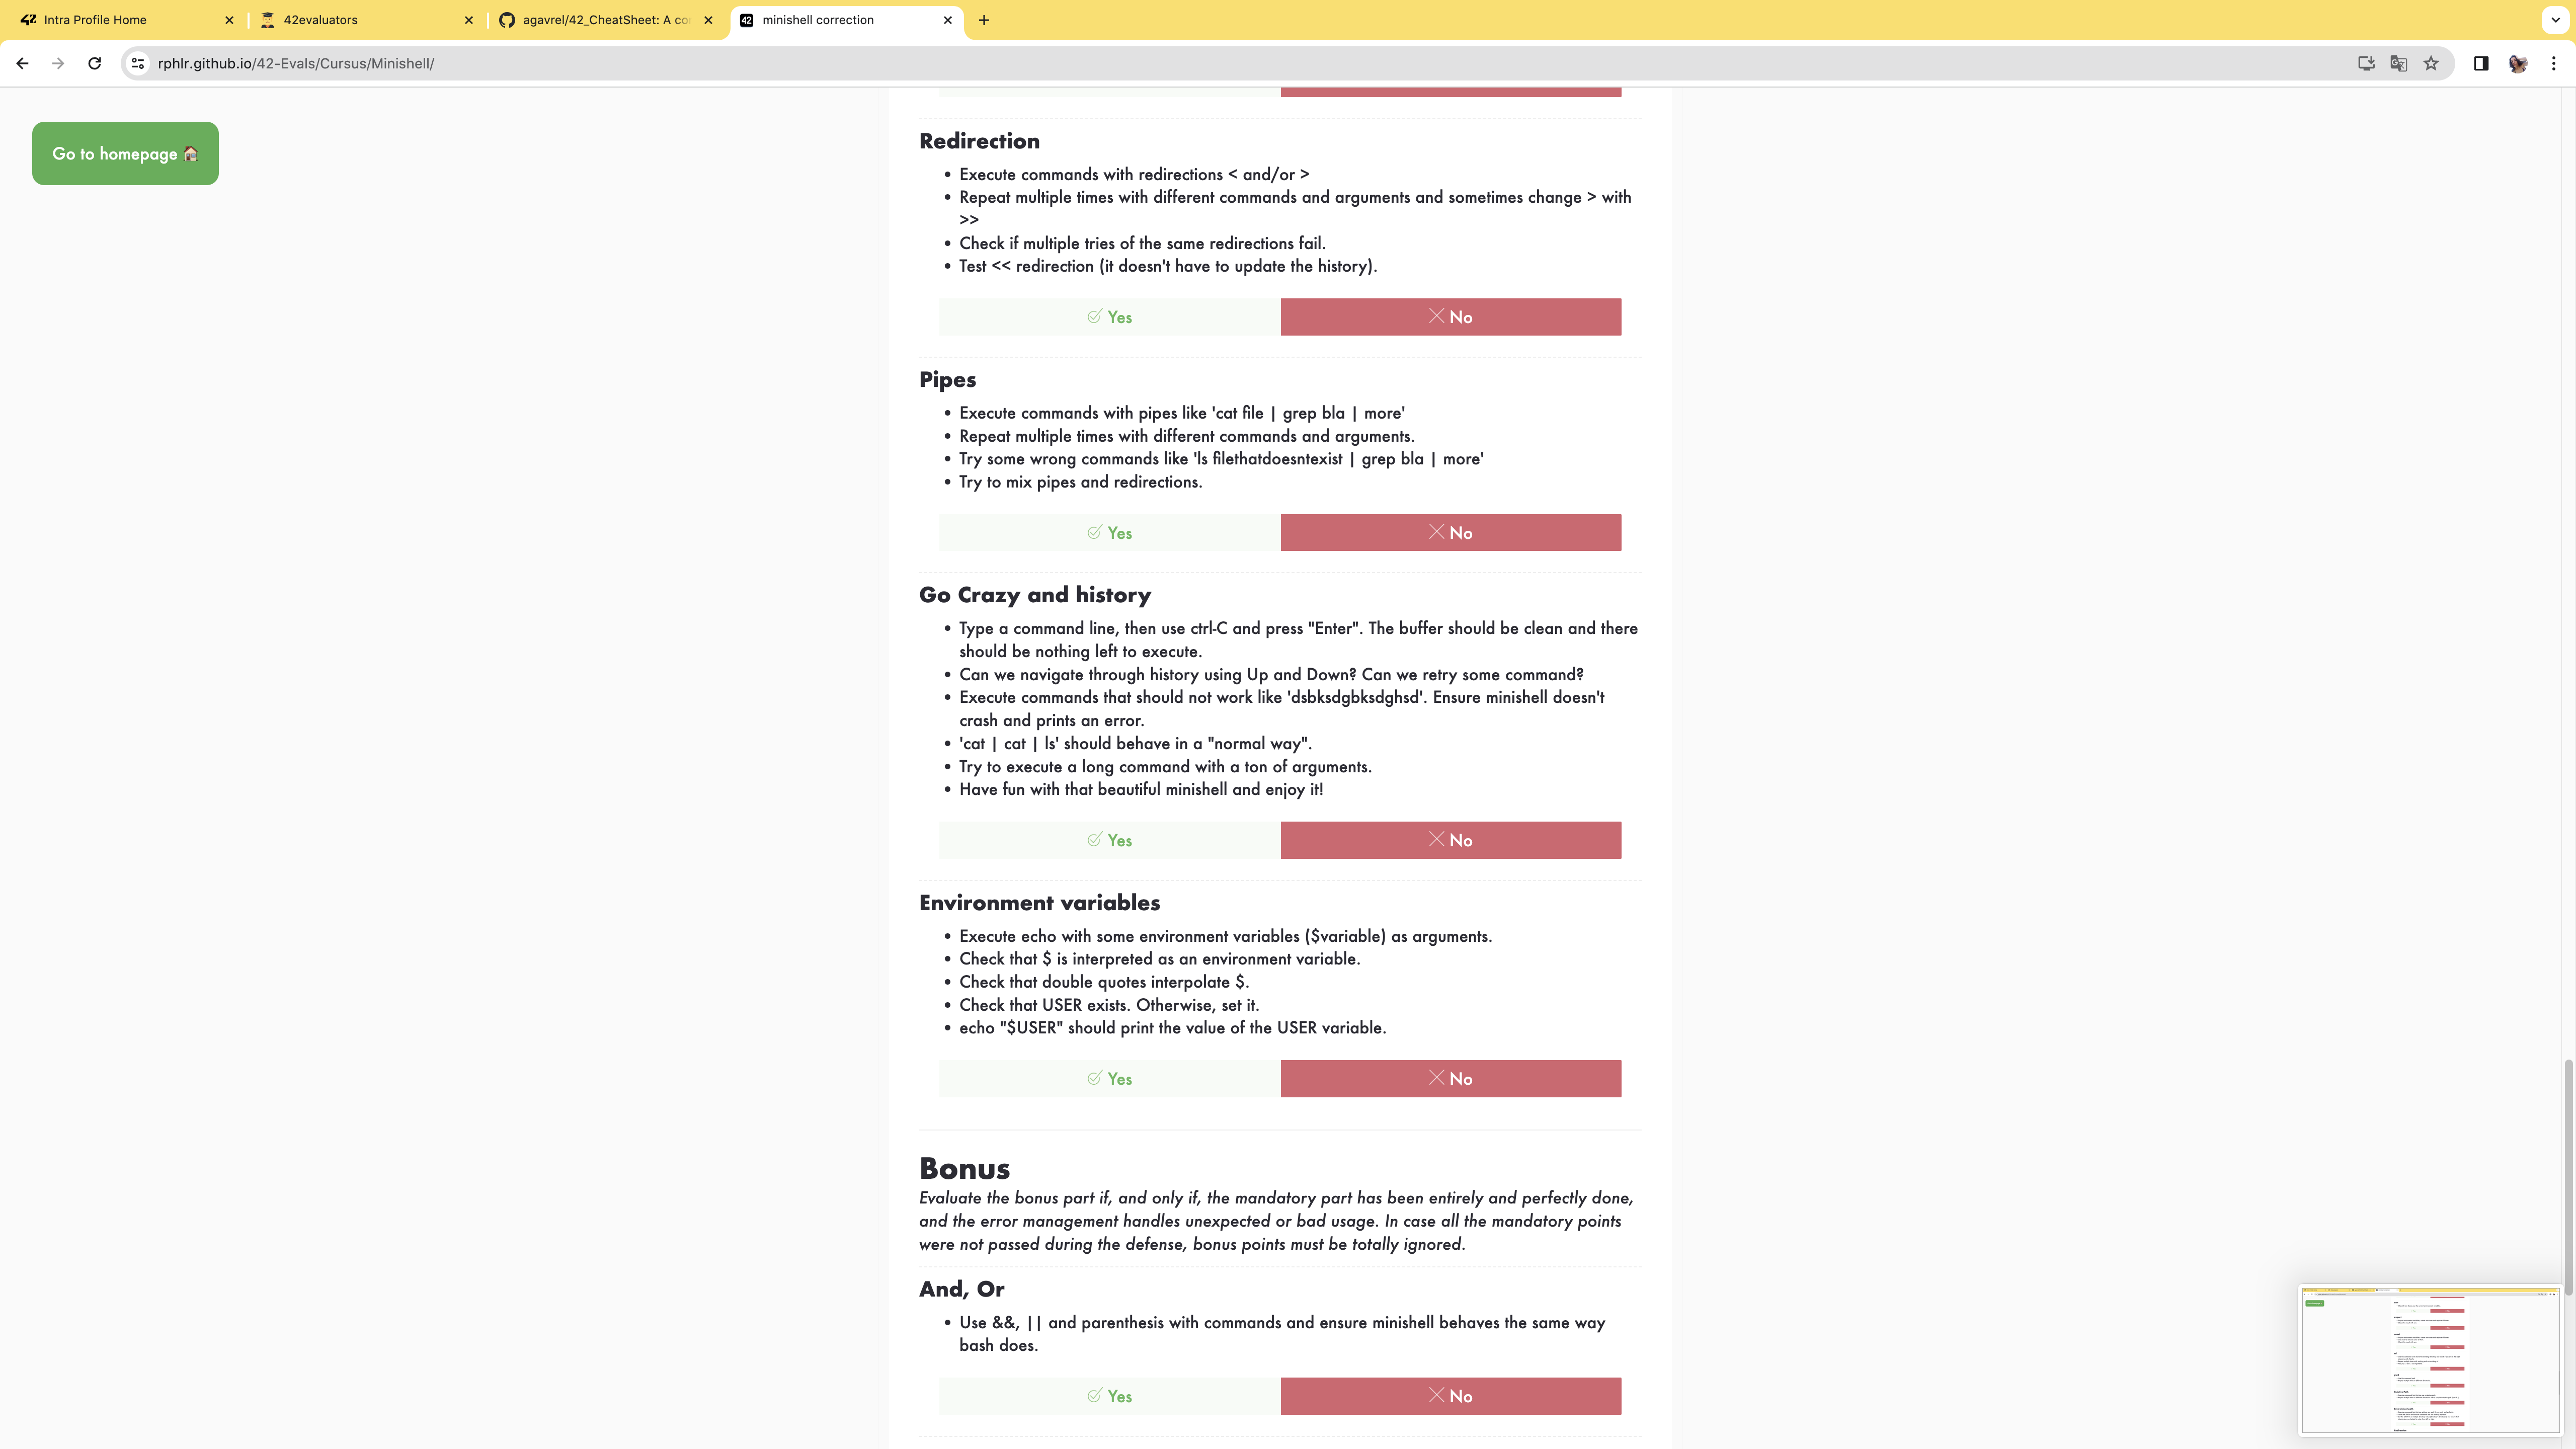 Intra Profile Home
42evaluators
agavrel/42_CheatSheet: A co
42 minishell correction
rphlr.github.io/42-Evals/Cursus/Minishell/
Go to homepage
Redirection
• Execute commands with redirections < and/or >
• Repeat multiple times with different commands and arguments and sometimes change > with
>>
• Check if multiple tries of the same redirections fail.
• Test << redirection (it doesn't have to update the history).
Yes No
Pipes
• Execute commands with pipes like 'cat file | grep bla | more'
• Repeat multiple times with different commands and arguments.
• Try some wrong commands like 'ls filethatdoesntexist | grep bla | more'
• Try to mix pipes and redirections.
Yes No
Go Crazy and history
• Type a command line, then use ctrl-C and press "Enter". The buffer should be clean and there
should be nothing left to execute.
• Can we navigate through history using Up and Down? Can we retry some command?
• Execute commands that should not work like 'dsbksdgbksdghsd'. Ensure minishell doesn't
crash and prints an error.
• 'cat | cat | ls' should behave in a "normal way".
• Try to execute a long command with a ton of arguments.
• Have fun with that beautiful minishell and enjoy it!
Yes No
Environment variables
• Execute echo with some environment variables ($variable) as arguments.
• Check that $ is interpreted as an environment variable.
• Check that double quotes interpolate $.
• Check that USER exists. Otherwise, set it.
• echo "$USER" should print the value of the USER variable.
Yes No
Bonus
Evaluate the bonus part if, and only if, the mandatory part has been entirely and perfectly done,
and the error management handles unexpected or bad usage. In case all the mandatory points
were not passed during the defense, bonus points must be totally ignored.
And, Or
• Use &&, || and parenthesis with commands and ensure minishell behaves the same way
bash does.
Yes No